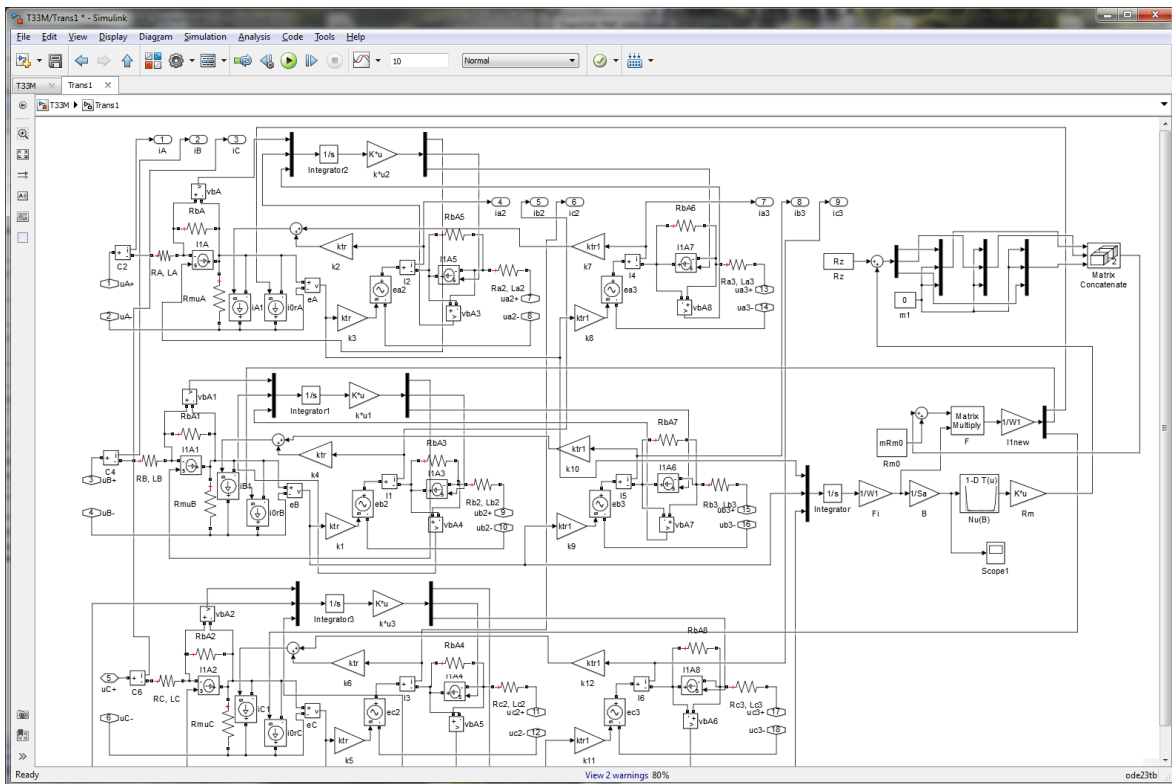 T33M/Trans1 * - Simulink
File Edit View Display Diagram Simulation Analysis Code Tools Help
10 Normal
T33M Trans1
T33M Trans1
1 2 3
iA iB iC
1/s K*u
Integrator2 k*u2
vbA
RbA
I1A
C2
RA, LA
1
uA+
2
uA-
RmuA
iA1 i0rA
eA
ktr
k2
ktr
k3
ea2
I2
RbA5
I1A5
vbA3
Ra2, La2
ua2+ 7
ua2- 8
4 5 6
ia2 ib2 ic2
ktr1
k7
ktr1
k8
ea3
I4
RbA6
I1A7
vbA8
Ra3, La3
ua3+ 13
ua3- 14
7 8 9
ia3 ib3 ic3
Rz
Rz
0
m1
2
Matrix
Concatenate
1/s K*u
Integrator1 k*u1
vbA1
RbA1
I1A1
C4
RB, LB
3
uB+
4
uB-
RmuB
iB1 i0rB
eB
ktr
k4
ktr
k1
eb2
I1
RbA3
I1A3
vbA4
Rb2, Lb2
ub2+ 9
ub2- 10
ktr1
k10
ktr1
k9
eb3
I5
RbA7
I1A6
vbA7
Rb3, Lb3
ub3+ 15
ub3- 16
mRm0
Rm0
Matrix
Multiply
F
1/W1
I1new
1/s
Integrator
1/W1
Fi
1/Sa
B
1-D T(u)
Nu(B)
K*u
Rm
Scope1
1/s K*u
Integrator3 k*u3
vbA2
RbA2
I1A2
C6
RC, LC
5
uC+
6
uC-
RmuC
iC1 i0rC
eC
ktr
k6
ktr
k5
ec2
I3
RbA4
I1A4
vbA5
Rc2, Lc2
uc2+ 11
uc2- 12
ktr1
k12
ktr1
k11
ec3
I6
RbA8
I1A8
vbA6
Rc3, Lc3
uc3+ 17
uc3- 18
Ready View 2 warnings 80% ode23tb